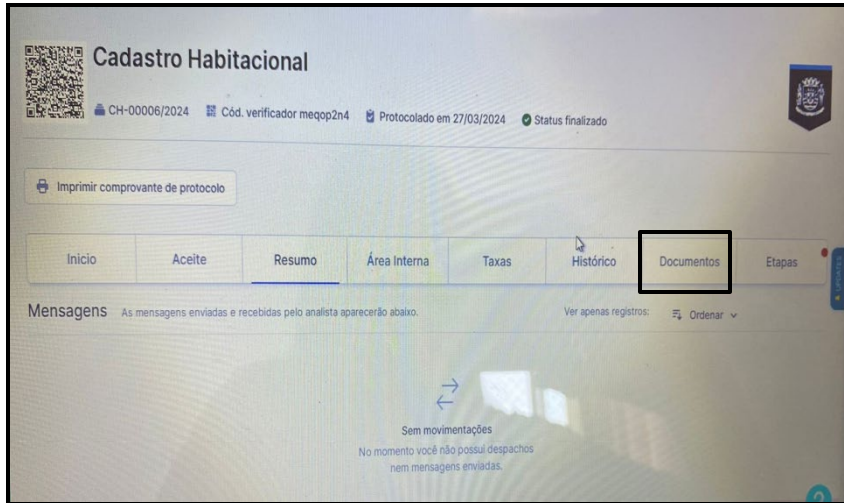 Cadastro Habitacional
CH-00006/2024 Cód. verificador meqop2n4 Protocolado em 27/03/2024 Status finalizado
Imprimir comprovante de protocolo
Inicio Aceite Resumo Área Interna Taxas Histórico Documentos Etapas
UPDATES
Mensagens As mensagens enviadas e recebidas pelo analista aparecerão abaixo. Ver apenas registros: Ordenar
Sem movimentações
No momento você não possui despachos
nem mensagens enviadas.
?